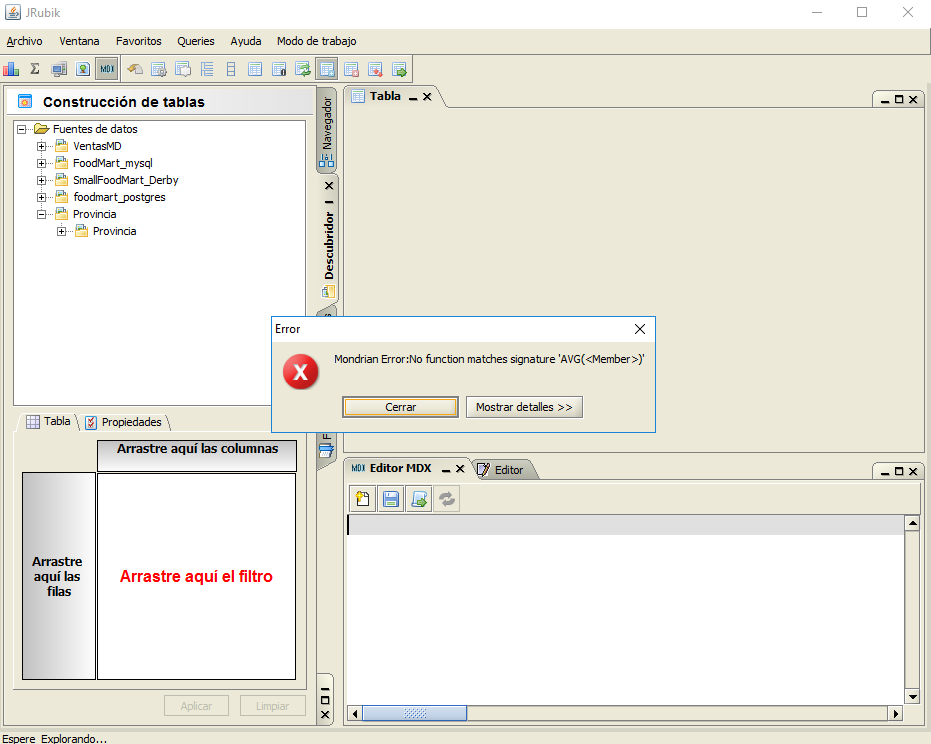 JRubik
Archivo Ventana Favoritos Queries Ayuda Modo de trabajo
Σ MDX
Construcción de tablas
Fuentes de datos
VentasMD
FoodMart_mysql
SmallFoodMart_Derby
foodmart_postgres
Provincia
Provincia
Navegador
Descubridor
Tabla
Error
Mondrian Error:No function matches signature 'AVG(<Member>)'
Cerrar Mostrar detalles >>
Tabla Propiedades
Arrastre aquí las columnas
Arrastre
aquí las
filas
Arrastre aquí el filtro
Aplicar Limpiar
MDX Editor MDX Editor
Espere Explorando...